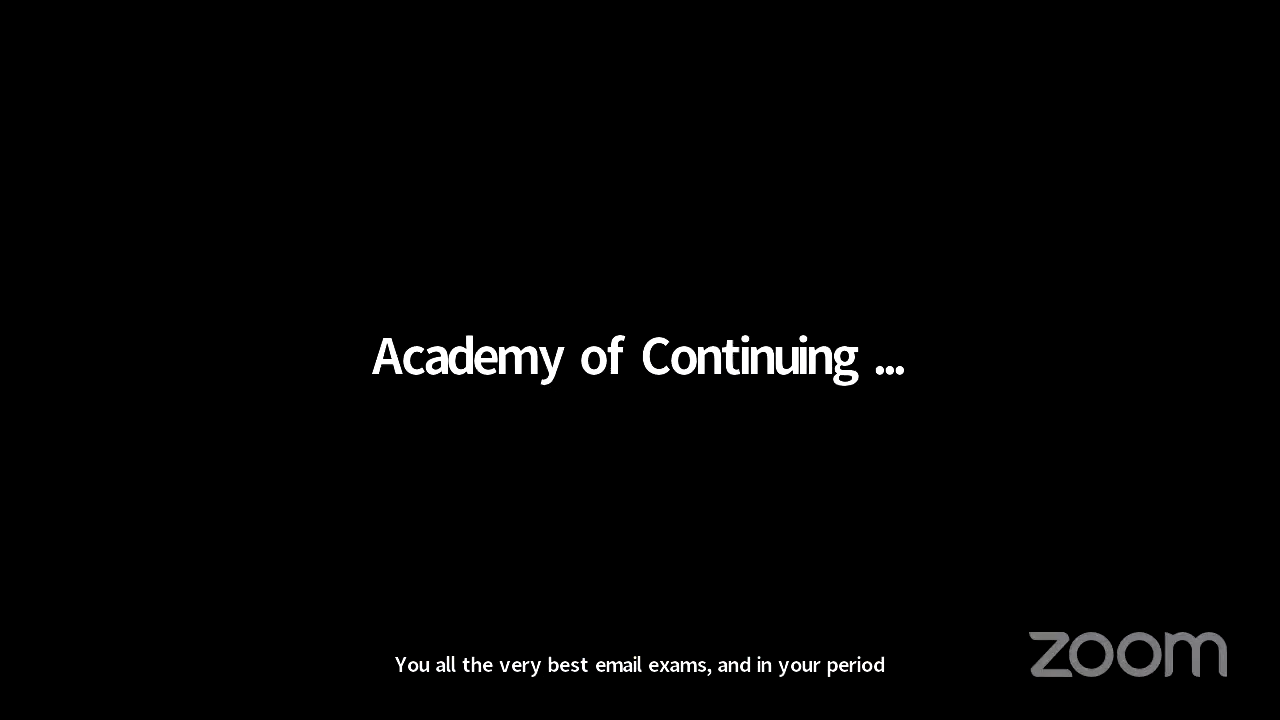 Academy of Continuing ...
You all the very best email exams, and in your period
zoom